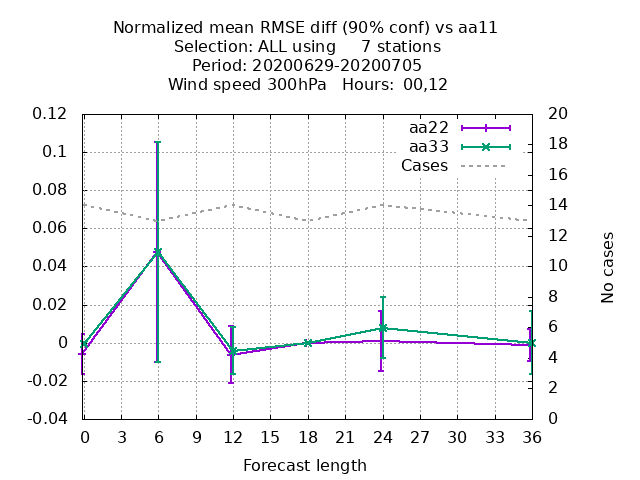 Normalized mean RMSE diff (90% conf) vs aa11
Selection: ALL using     7 stations
Period: 20200629-20200705
Wind speed 300hPa   Hours:  00,12
0.12
0.1
0.08
0.06
0.04
0.02
0
-0.02
-0.04
aa22
aa33
Cases
20
18
16
14
12
10
8
6
4
2
0
No cases
0 3 6 9 12 15 18 21 24 27 30 33 36
Forecast length